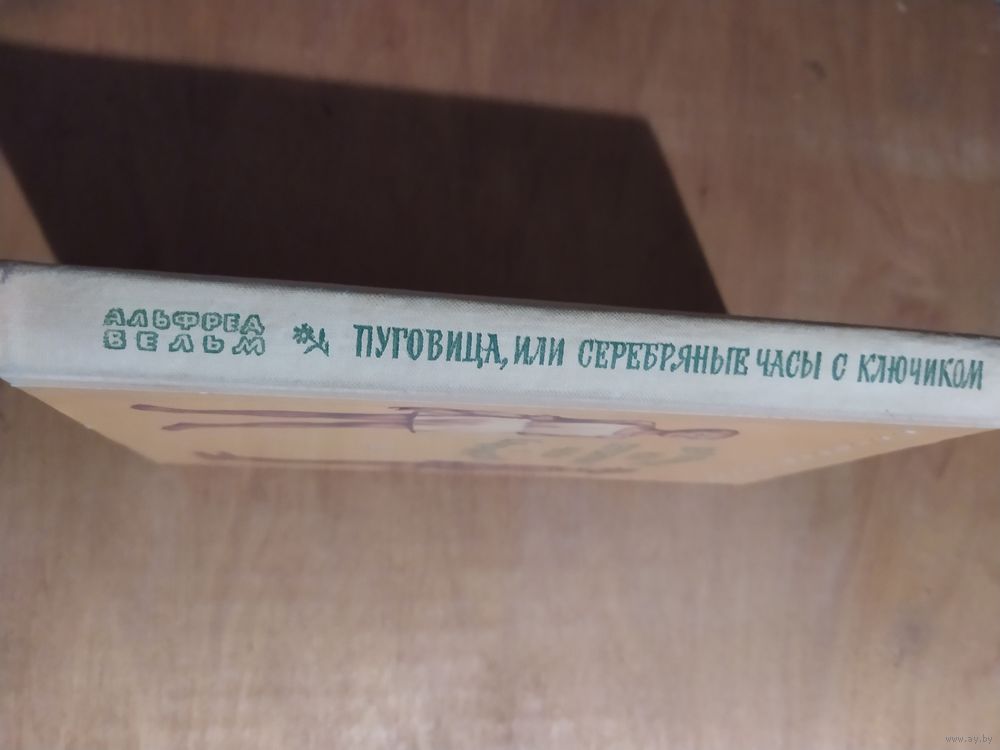 АЛЬФРЕД
ВЕЛЬМ
ПУГОВИЦА, ИЛИ СЕРЕБРЯНЫЕ ЧАСЫ С КЛЮЧИКОМ
www.ay.by